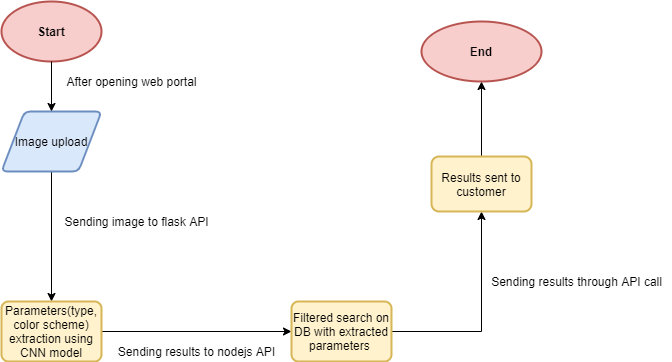 Start
After opening web portal
Image upload
Sending image to flask API
Parameters(type,
color scheme)
extraction using
CNN model
Sending results to nodejs API
Filtered search on
DB with extracted
parameters
Sending results through API call
Results sent to
customer
End